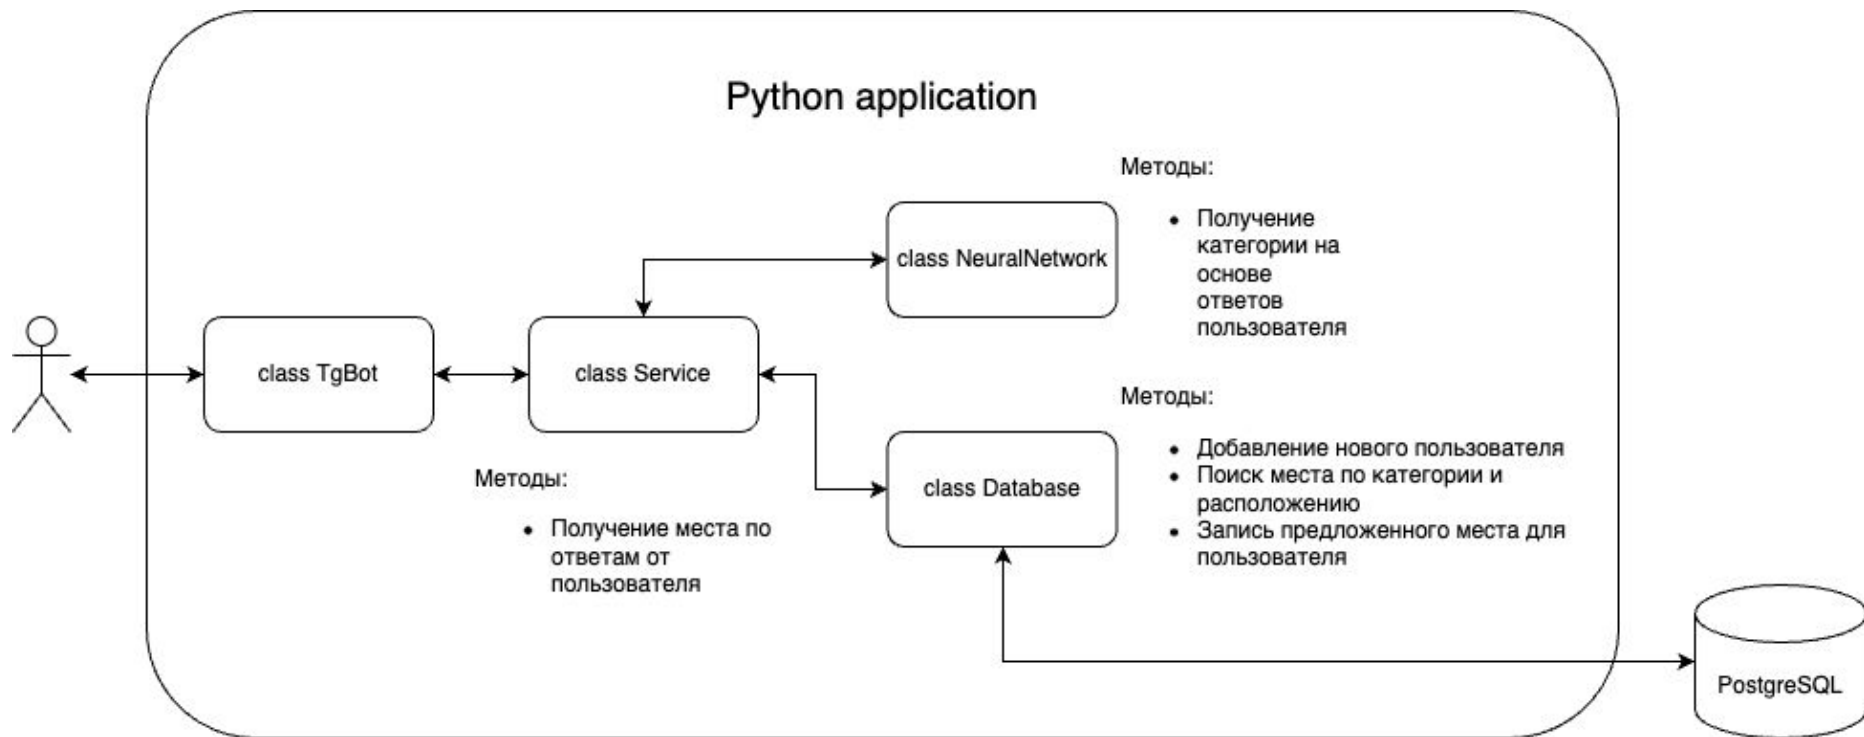 Python application
Методы:
• Получение
категории на
основе
ответов
пользователя
class NeuralNetwork
class TgBot
class Service
Методы:
• Получение места по
ответам от
пользователя
class Database
Методы:
• Добавление нового пользователя
• Поиск места по категории и
расположению
• Запись предложенного места для
пользователя
PostgreSQL